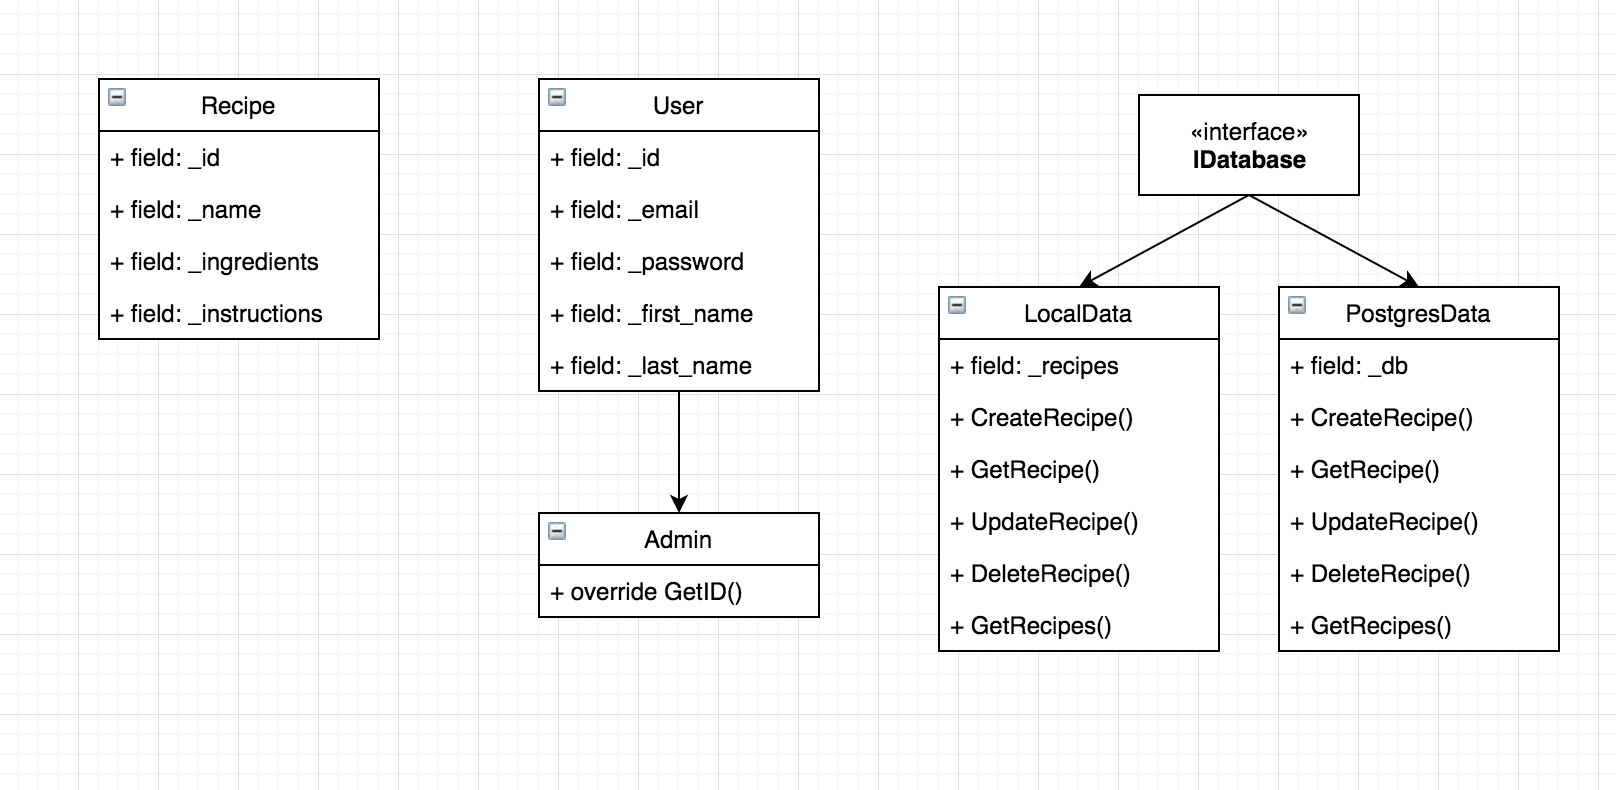 Recipe
+ field: _id
+ field: _name
+ field: _ingredients
+ field: _instructions
User
+ field: _id
+ field: _email
+ field: _password
+ field: _first_name
+ field: _last_name
Admin
+ override GetID()
«interface»
IDatabase
LocalData
+ field: _recipes
+ CreateRecipe()
+ GetRecipe()
+ UpdateRecipe()
+ DeleteRecipe()
+ GetRecipes()
PostgresData
+ field: _db
+ CreateRecipe()
+ GetRecipe()
+ UpdateRecipe()
+ DeleteRecipe()
+ GetRecipes()